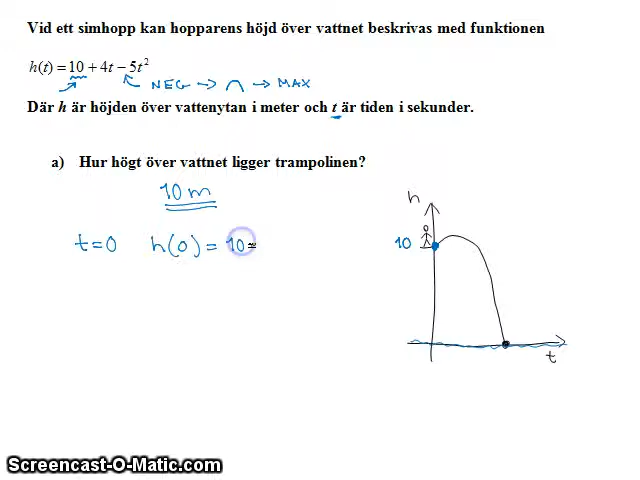 Vid ett simhopp kan hopparens höjd över vattnet beskrivas med funktionen
h(t) = 10 + 4t − 5t²
NEG → ∩ → MAX
Där h är höjden över vattenytan i meter och t är tiden i sekunder.
a) Hur högt över vattnet ligger trampolinen?
10 m
h
t=0 h(0) = 10
10
t
Screencast-O-Matic.com